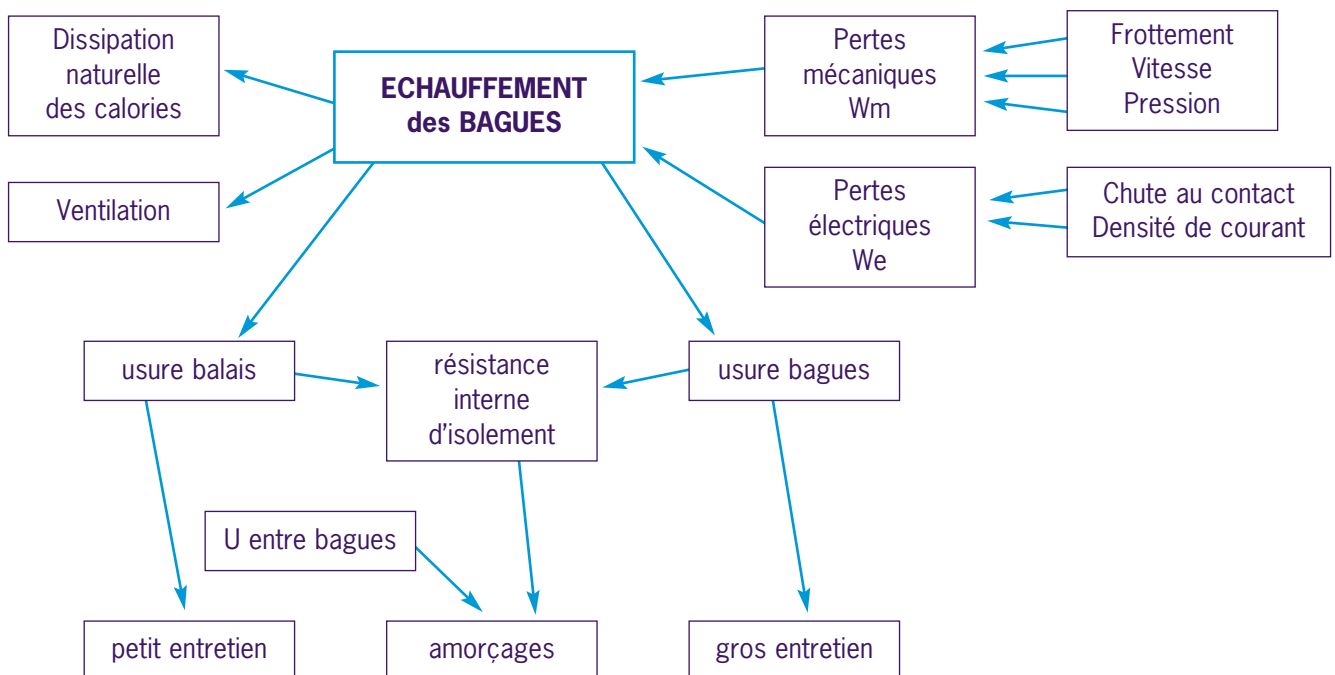 Dissipation
naturelle
des calories
ECHAUFFEMENT
des BAGUES
Pertes
mécaniques
Wm
Frottement
Vitesse
Pression
Ventilation
Pertes
électriques
We
Chute au contact
Densité de courant
usure balais
résistance
interne
d'isolement
usure bagues
U entre bagues
petit entretien
amorçages
gros entretien